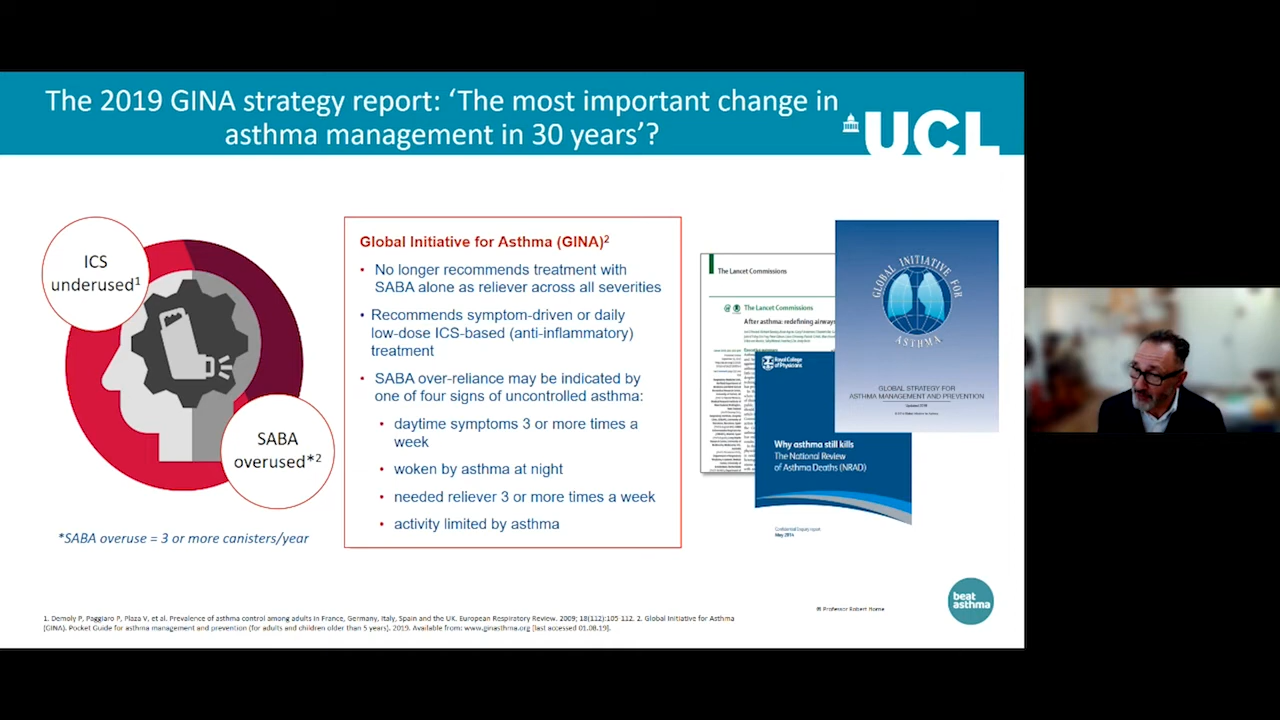 The 2019 GINA strategy report: ‘The most important change in
asthma management in 30 years’?
UCL
ICS
underused1
SABA
overused*2
*SABA overuse = 3 or more canisters/year
Global Initiative for Asthma (GINA)2
• No longer recommends treatment with
SABA alone as reliever across all severities
• Recommends symptom-driven or daily
low-dose ICS-based (anti-inflammatory)
treatment
• SABA over-reliance may be indicated by
one of four signs of uncontrolled asthma:
• daytime symptoms 3 or more times a
week
• woken by asthma at night
• needed reliever 3 or more times a week
• activity limited by asthma
The Lancet Commissions
The Lancet Commissions
After asthma: redefining airways
GLOBAL INITIATIVE FOR
ASTHMA
GLOBAL STRATEGY FOR
ASTHMA MANAGEMENT AND PREVENTION
Royal College
of Physicians
Why asthma still kills
The National Review
of Asthma Deaths (NRAD)
Confidential Enquiry report
May 2014
© Professor Robert Horne
beat
asthma
1. Demoly P, Paggiaro P, Plaza V, et al. Prevalence of asthma control among adults in France, Germany, Italy, Spain and the UK. European Respiratory Review. 2009; 18(112):105-112. 2. Global Initiative for Asthma
(GINA). Pocket Guide for asthma management and prevention (for adults and children older than 5 years). 2019. Available from: www.ginasthma.org [last accessed 01.08.19].